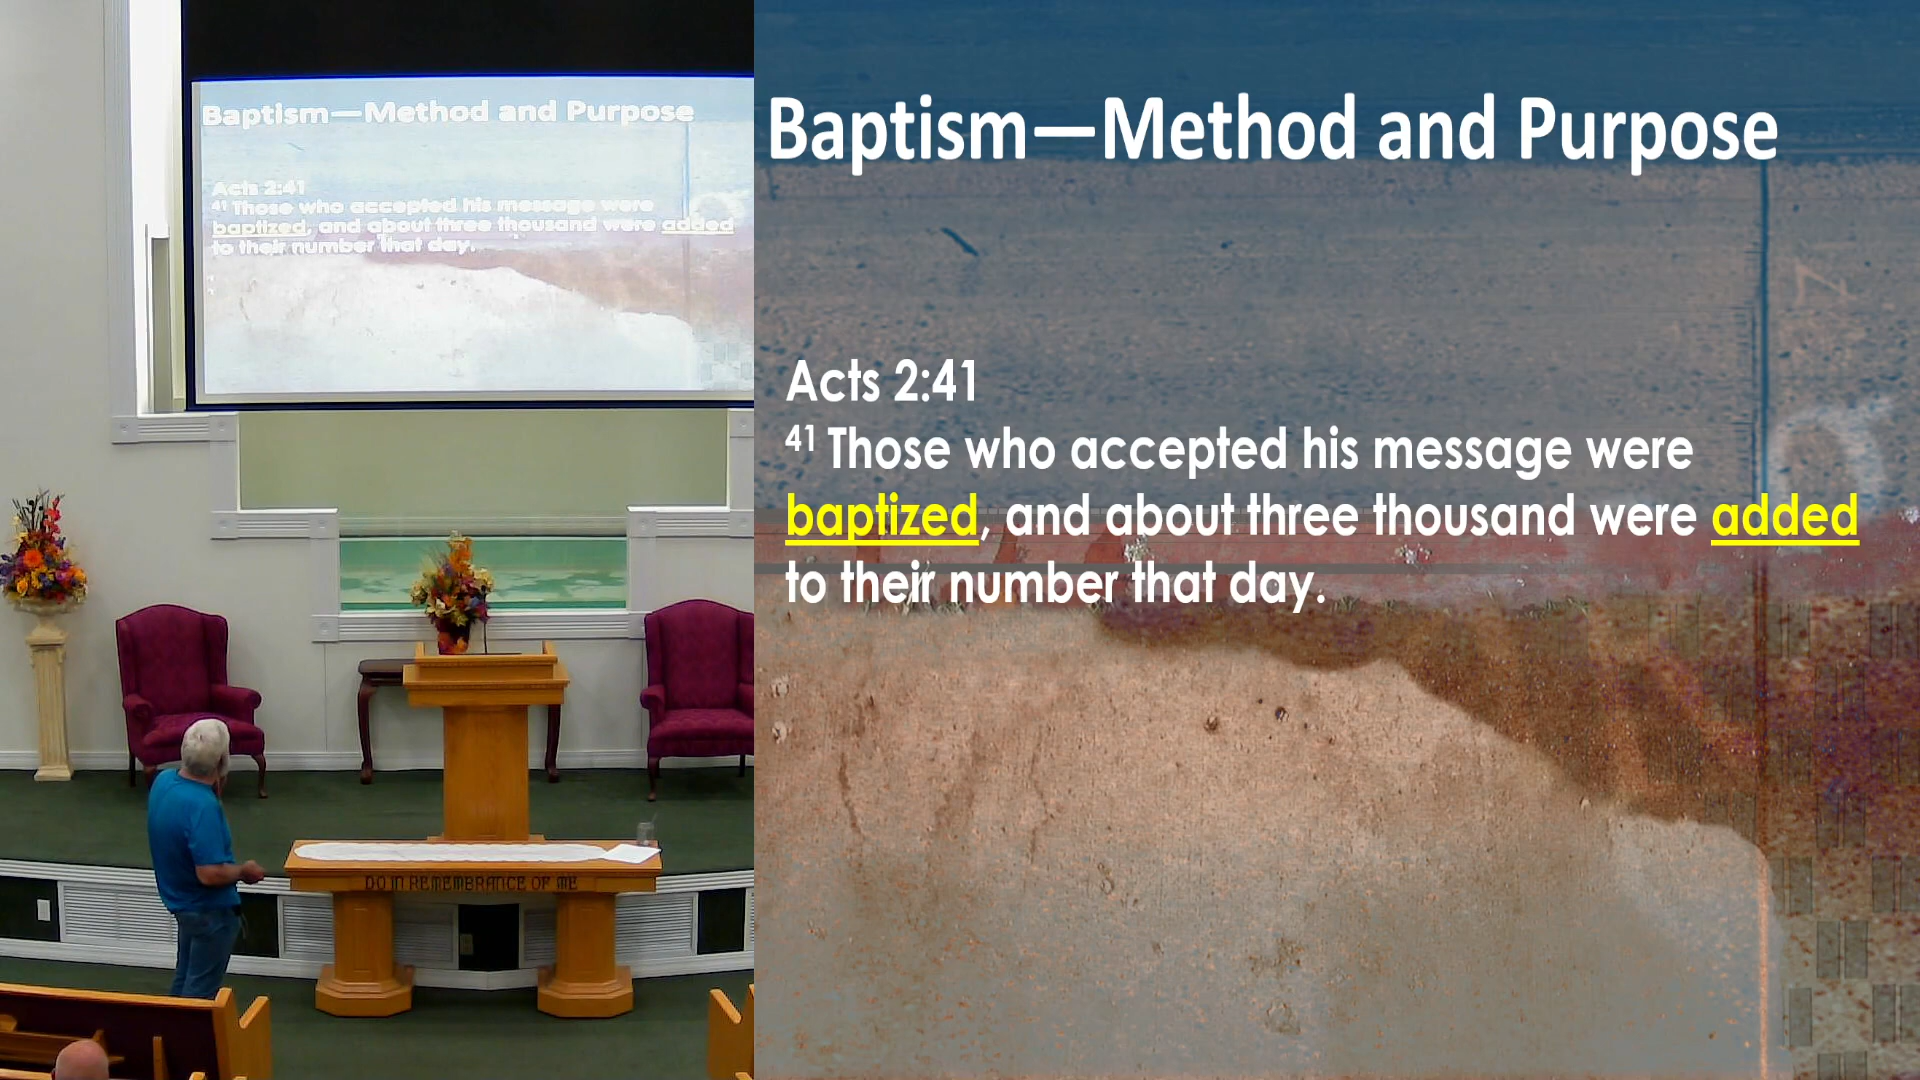 Baptism—Method and Purpose
Acts 2:41
41 Those who accepted his message were
baptized, and about three thousand were added
to their number that day.
DO IN REMEMBRANCE OF ME
Baptism—Method and Purpose
Acts 2:41
41 Those who accepted his message were
baptized, and about three thousand were added
to their number that day.